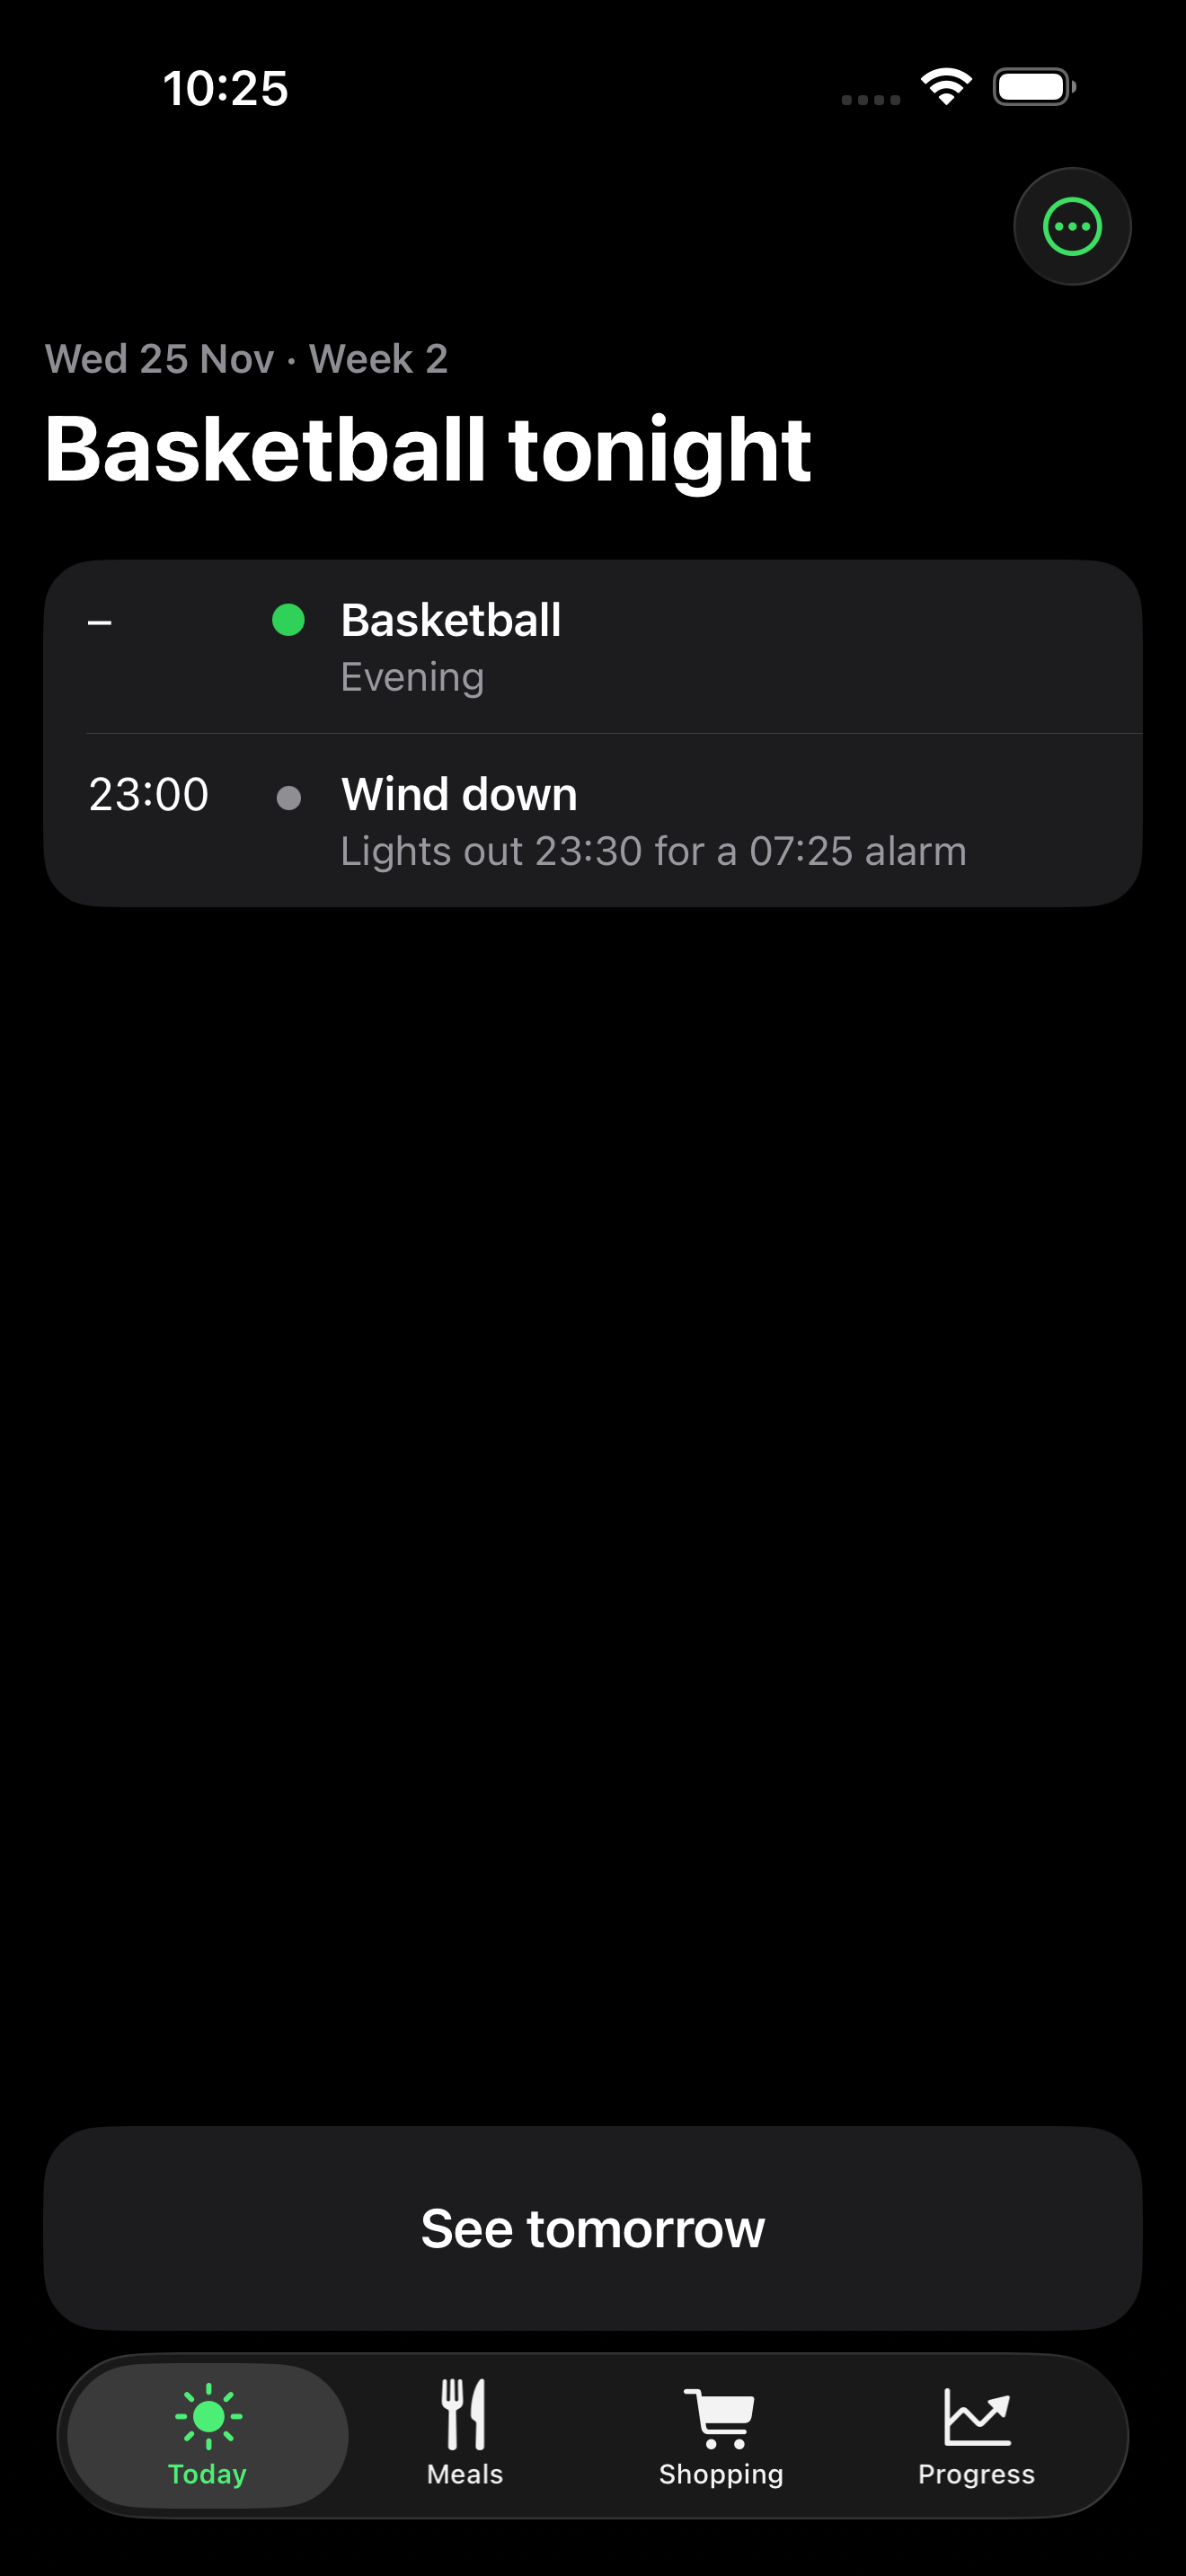 10:25
Wed 25 Nov · Week 2
Basketball tonight
– Basketball
Evening
23:00 Wind down
Lights out 23:30 for a 07:25 alarm
See tomorrow
Today Meals Shopping Progress